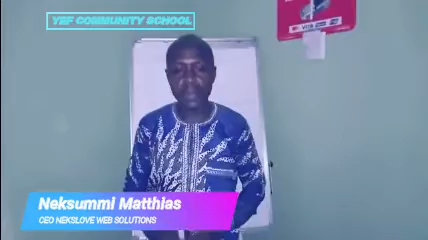 YEF COMMUNITY SCHOOL
Neksummi Matthias
CEO NEKSLOVE WEB SOLUTIONS